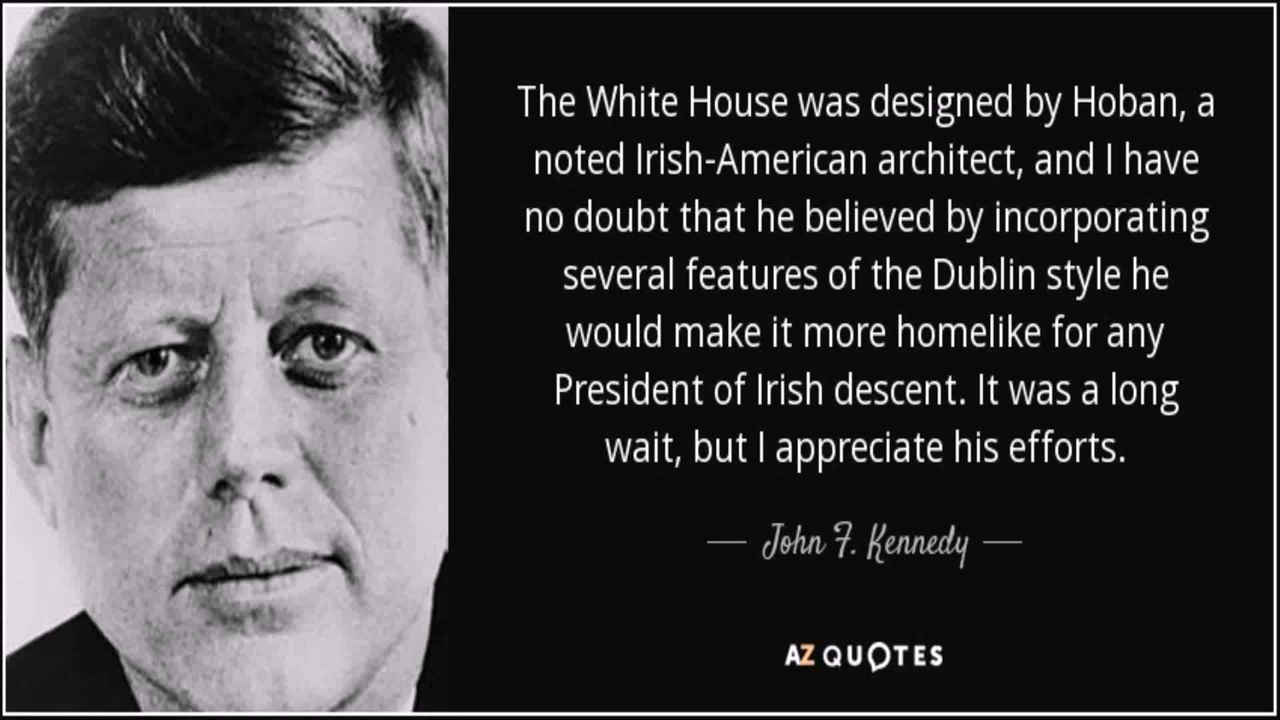 The White House was designed by Hoban, a
noted Irish-American architect, and I have
no doubt that he believed by incorporating
several features of the Dublin style he
would make it more homelike for any
President of Irish descent. It was a long
wait, but I appreciate his efforts.
John F. Kennedy
AZ QUOTES